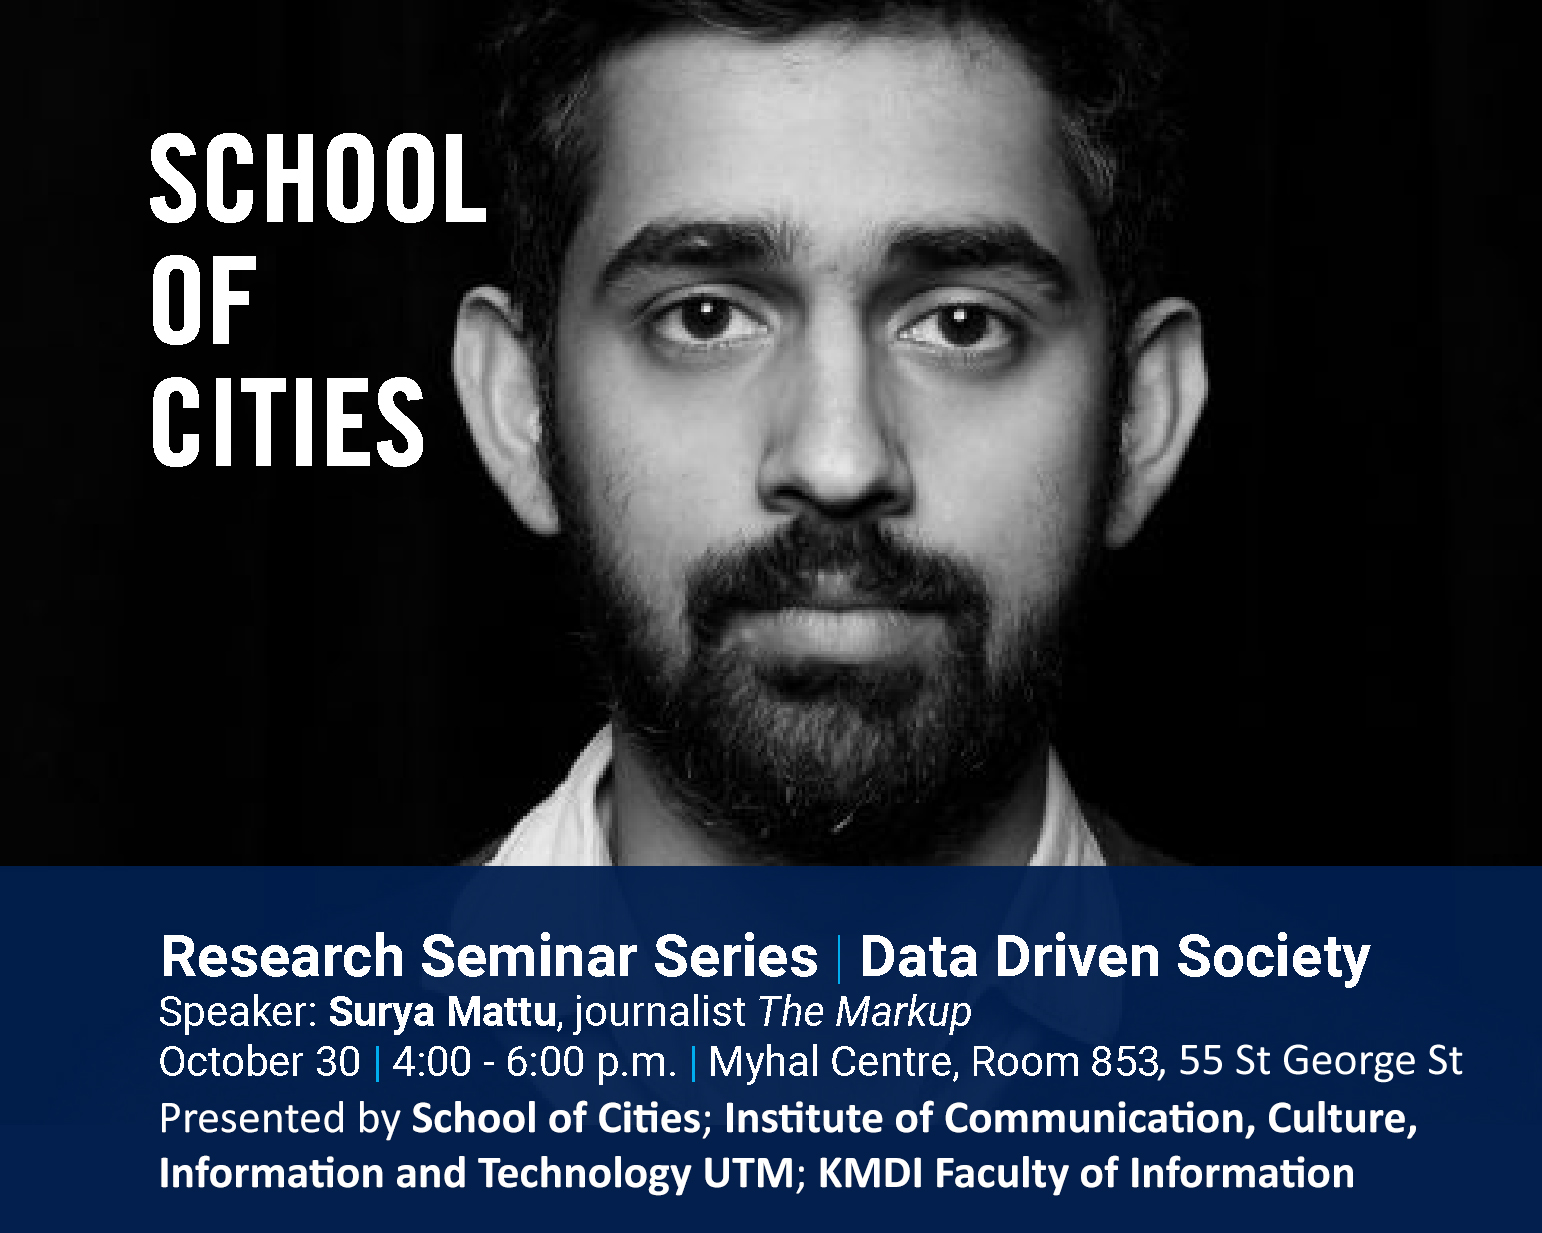 SCHOOL
OF
CITIES
Research Seminar Series | Data Driven Society
Speaker: Surya Mattu, journalist The Markup
October 30 | 4:00 - 6:00 p.m. | Myhal Centre, Room 853, 55 St George St
Presented by School of Cities; Institute of Communication, Culture,
Information and Technology UTM; KMDI Faculty of Information